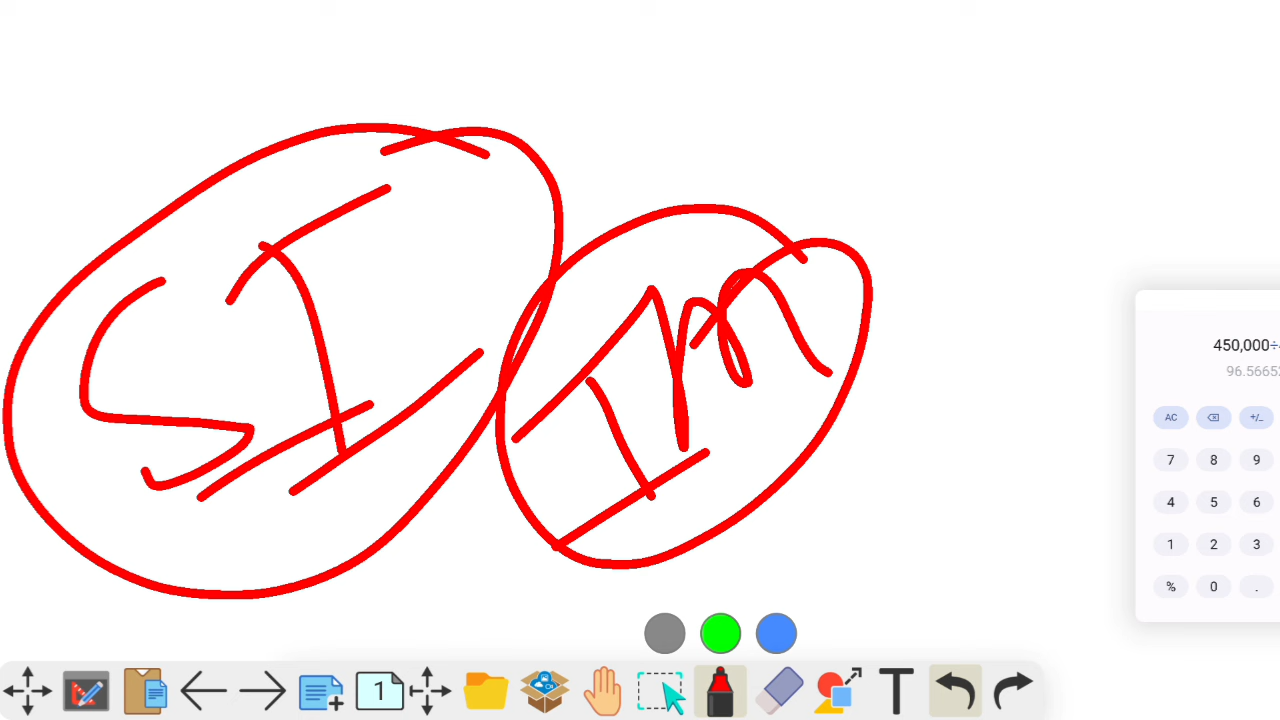 SI Im
1
T
450,000÷
96.5665
AC +/-
7 8 9
4 5 6
1 2 3
% 0 .